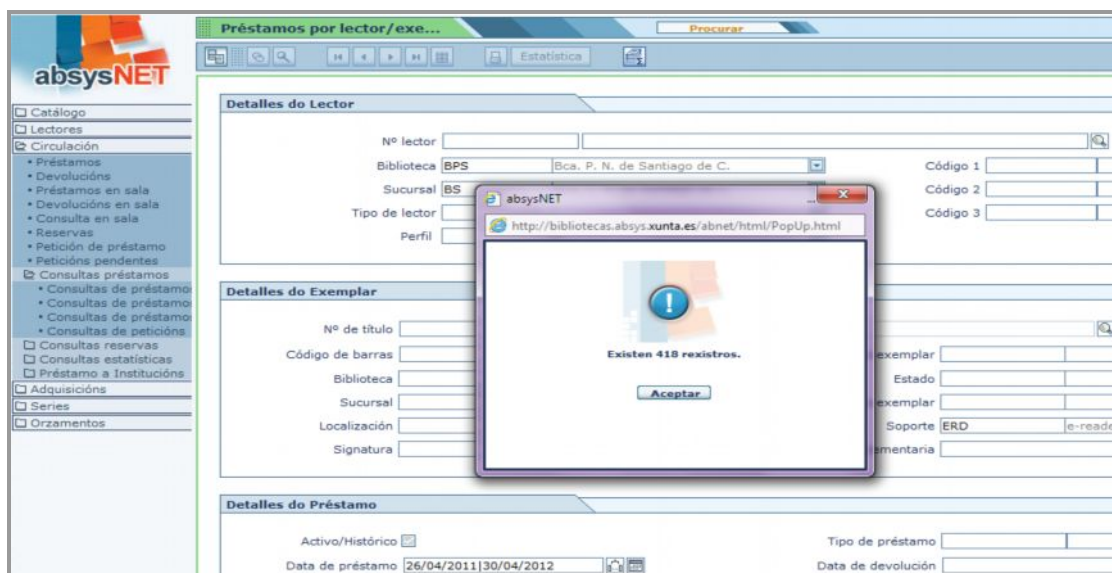 Préstamos por lector/exe...
Procurar
Estatística
absysNET
Catálogo
Lectores
Circulación
• Préstamos
• Devolucións
• Préstamos en sala
• Devolucións en sala
• Consulta en sala
• Reservas
• Petición de préstamo
• Peticións pendentes
Consultas préstamos
• Consultas de préstamo
• Consultas de préstamo
• Consultas de préstamo
• Consultas de peticións
Consultas reservas
Consultas estatísticas
Préstamo a Institucións
Adquisicións
Series
Orzamentos
Detalles do Lector
Nº lector
Biblioteca BPS Bca. P. N. de Santiago de C. Código 1
Sucursal BS Código 2
Tipo de lector Código 3
Perfil
absysNET
http://bibliotecas.absys.xunta.es/abnet/html/PopUp.html
Existen 418 rexistros.
Aceptar
Detalles do Exemplar
Nº de título
Código de barras exemplar
Biblioteca Estado
Sucursal exemplar
Localización Soporte ERD e-reade
Signatura ementaria
Detalles do Préstamo
Activo/Histórico Tipo de préstamo
Data de préstamo 26/04/2011|30/04/2012 Data de devolución